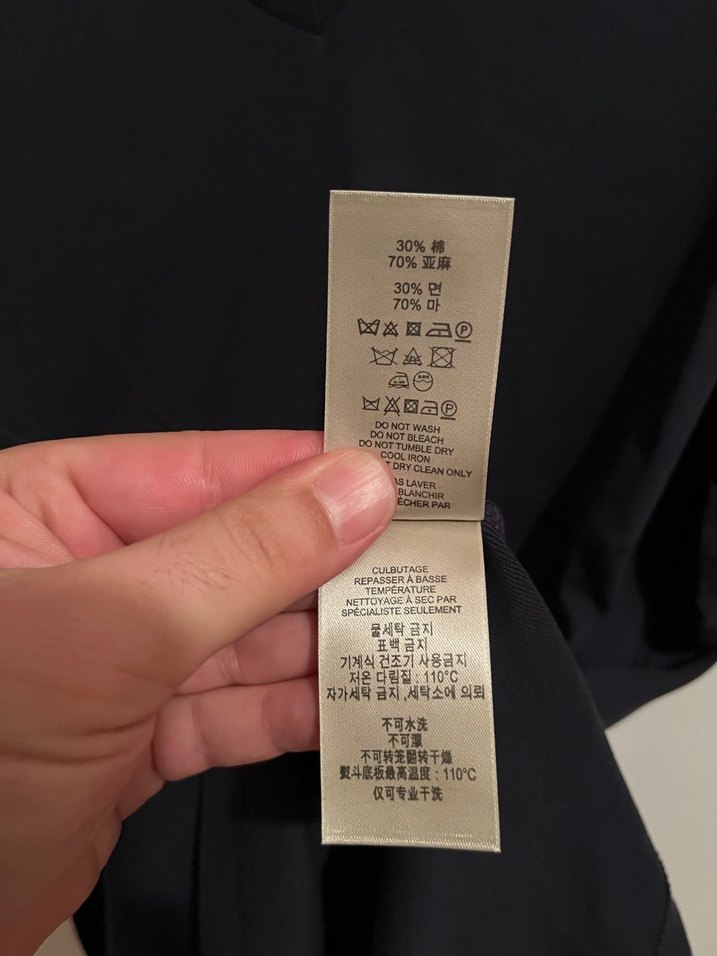 30% 棉
70% 亚麻
30% 면
70% 마
DO NOT WASH
DO NOT BLEACH
DO NOT TUMBLE DRY
COOL IRON
T DRY CLEAN ONLY
AS LAVER
BLANCHIR
ÉCHER PAR
CULBUTAGE
REPASSER À BASSE
TEMPÉRATURE
NETTOYAGE À SEC PAR
SPÉCIALISTE SEULEMENT
물세탁 금지
표백 금지
기계식 건조기 사용금지
저온 다림질 : 110°C
자가세탁 금지 ,세탁소에 의뢰
不可水洗
不可漂
不可转笼翻转干燥
熨斗底板最高温度 : 110°C
仅可专业干洗